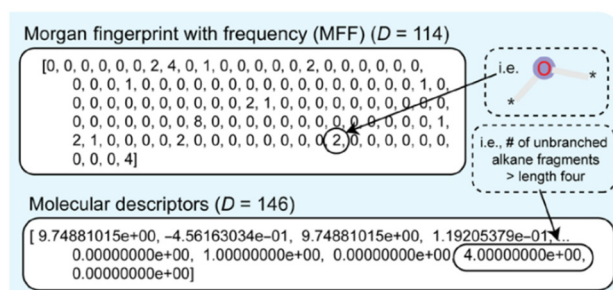 Morgan fingerprint with frequency (MFF) (D = 114)
[0, 0, 0, 0, 0, 0, 2, 4, 0, 1, 0, 0, 0, 0, 0, 2, 0, 0, 0, 0, 0, 0,
0, 0, 0, 1, 0, 0, 0, 0, 0, 0, 0, 0, 0, 0, 0, 0, 0, 0, 0, 1, 0,
0, 0, 0, 0, 0, 0, 0, 0, 0, 0, 2, 1, 0, 0, 0, 0, 0, 0, 0, 0, 0, 0,
0, 0, 0, 0, 0, 0, 0, 8, 0, 0, 0, 0, 0, 0, 0, 0, 0, 0, 0, 0, 0, 1,
2, 1, 0, 0, 0, 0, 2, 0, 0, 0, 0, 0, 0, 0, 0, 0, 2, 0, 0, 0, 0, 0, 0, 0,
0, 0, 0, 4]
i.e.
O
*
*
i.e., # of unbranched
alkane fragments
> length four
Molecular descriptors (D = 146)
[ 9.74881015e+00, −4.56163034e−01, 9.74881015e+00, 1.19205379e−01, ...
0.00000000e+00, 1.00000000e+00, 0.00000000e+00 4.00000000e+00,
0.00000000e+00]